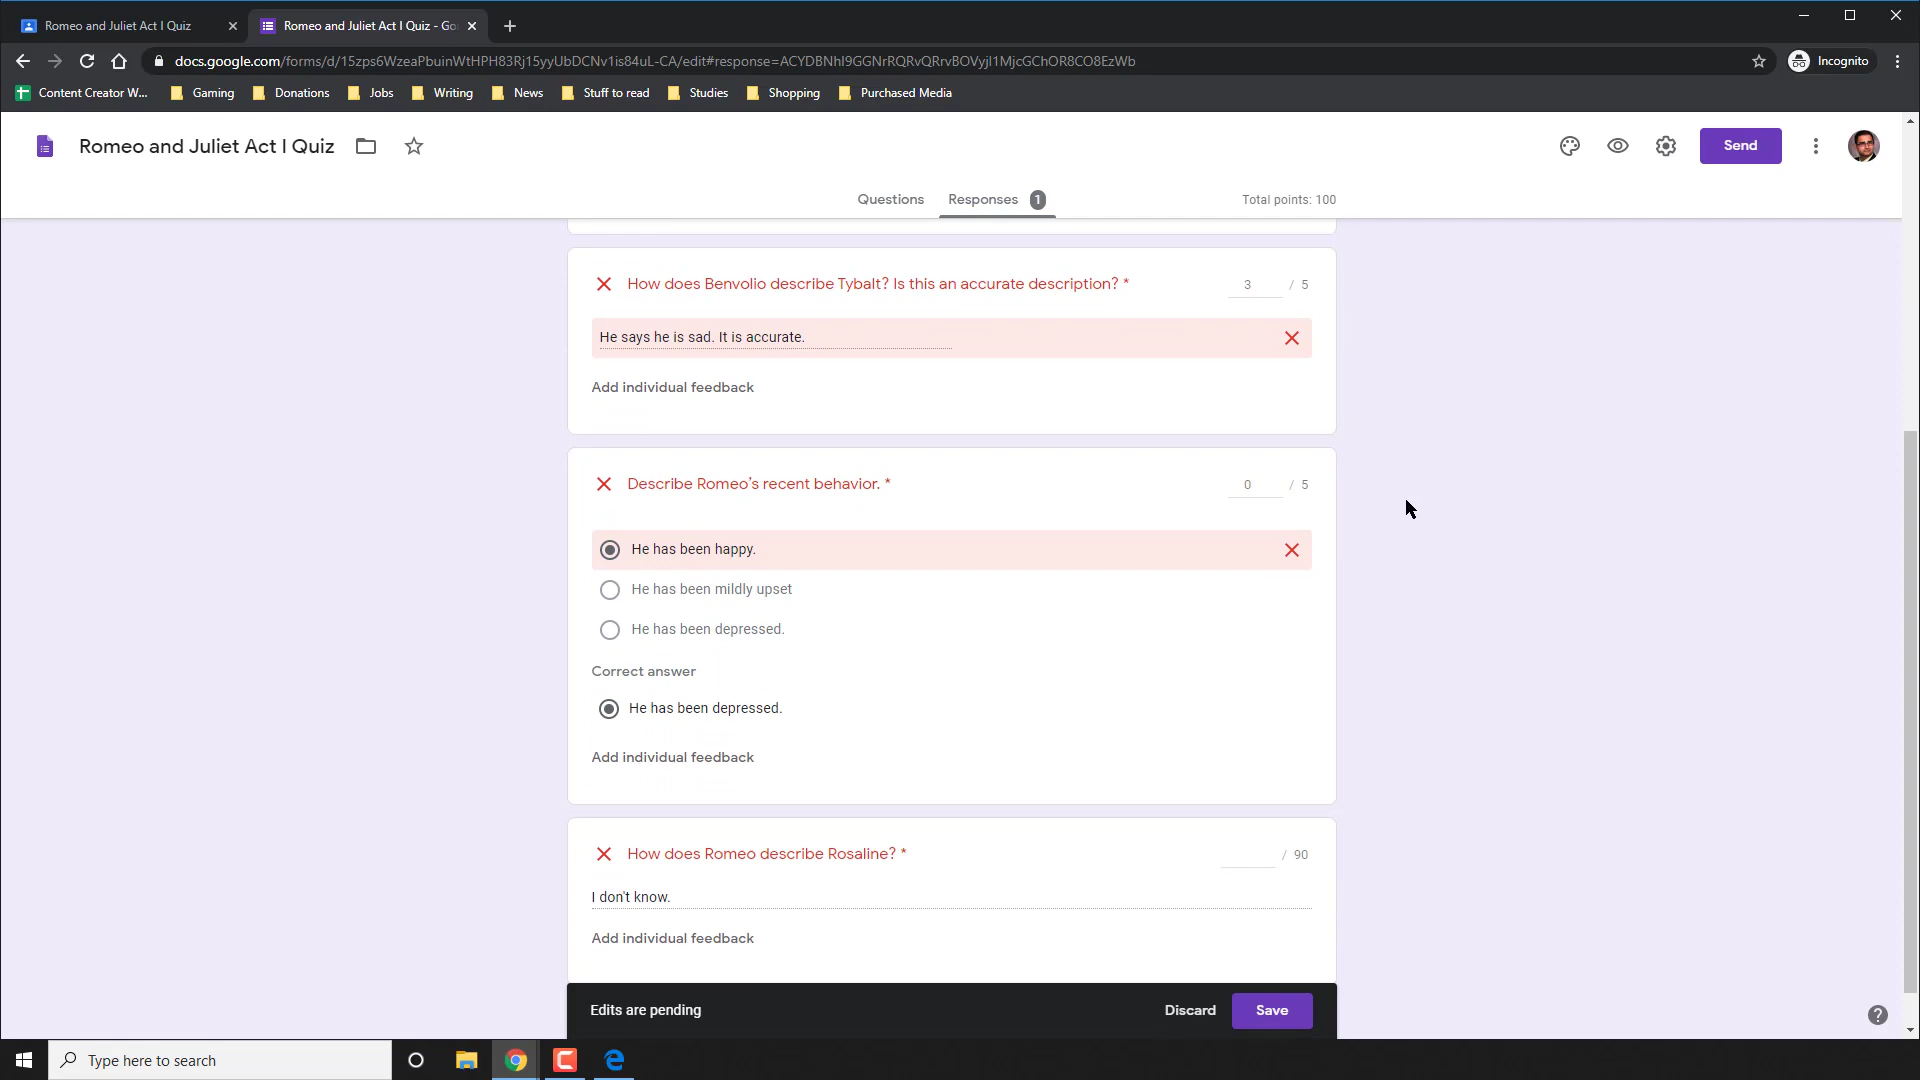 Romeo and Juliet Act I Quiz
Romeo and Juliet Act I Quiz - Go
docs.google.com/forms/d/15zps6WzeaPbuinWtHPH83Rj15yyUbDCNv1is84uL-CA/edit#response=ACYDBNhI9GGNrRQRvQRrvBOVyjI1MjcGChOR8CO8EzWb
Incognito
Content Creator W...
Gaming
Donations
Jobs
Writing
News
Stuff to read
Studies
Shopping
Purchased Media
Romeo and Juliet Act I Quiz
Send
Questions
Responses 1
Total points: 100
How does Benvolio describe Tybalt? Is this an accurate description? *
3 / 5
He says he is sad. It is accurate.
Add individual feedback
Describe Romeo's recent behavior. *
0 / 5
He has been happy.
He has been mildly upset
He has been depressed.
Correct answer
He has been depressed.
Add individual feedback
How does Romeo describe Rosaline? *
/ 90
I don't know.
Add individual feedback
Edits are pending
Discard
Save
Type here to search